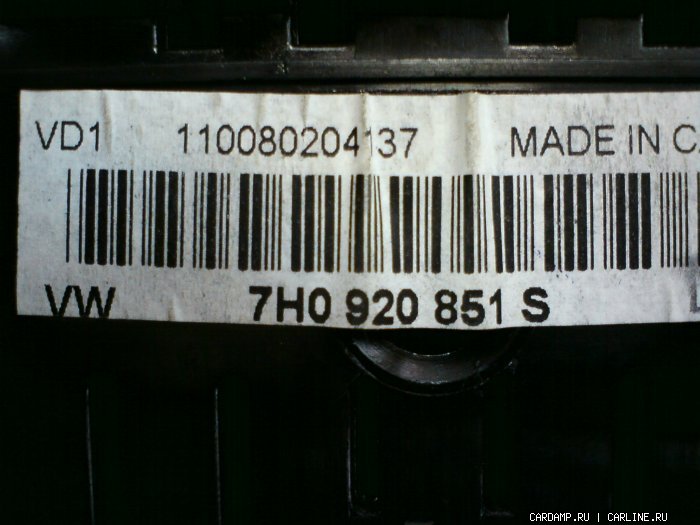 VD1 110080204137 MADE IN
VW 7H0 920 851 S
CARDAMP.RU | CARLINE.RU